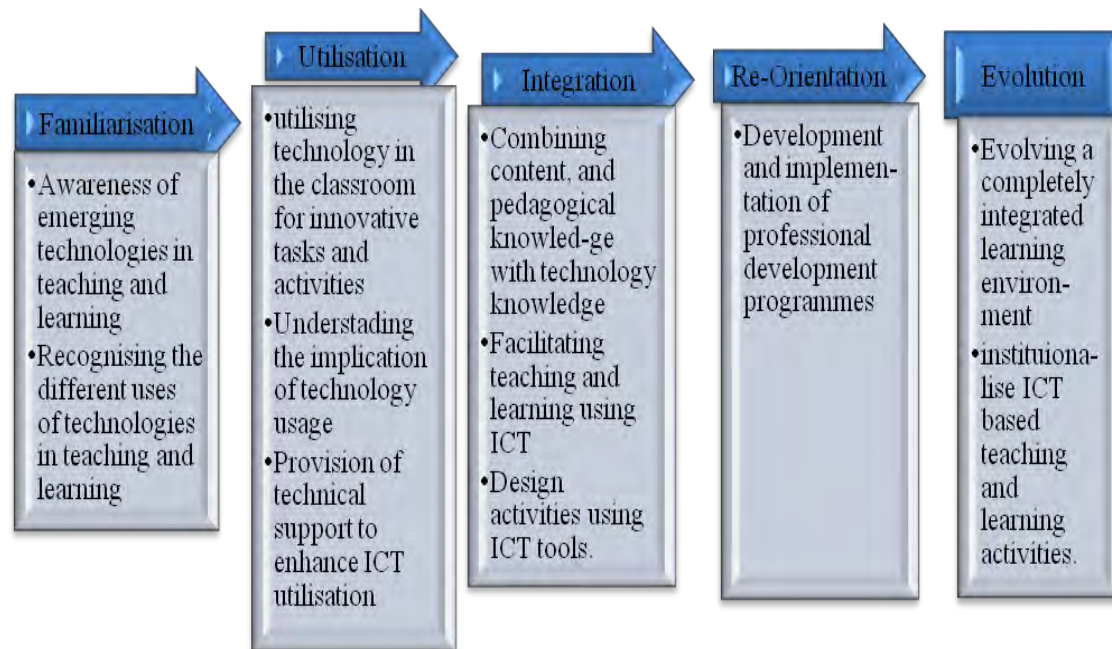 Familiarisation
•Awareness of
emerging
technologies in
teaching and
learning
•Recognising the
different uses
of technologies
in teaching and
learning
Utilisation
•utilising
technology in
the classroom
for innovative
tasks and
activities
•Understading
the implication
of technology
usage
•Provision of
technical
support to
enhance ICT
utilisation
Integration
•Combining
content, and
pedagogical
knowled-ge
with technology
knowledge
•Facilitating
teaching and
learning using
ICT
•Design
activities using
ICT tools.
Re-Orientation
•Development
and implemen-
tation of
professional
development
programmes
Evolution
•Evolving a
completely
integrated
learning
environ-
ment
•instituiona-
lise ICT
based
teaching
and
learning
activities.